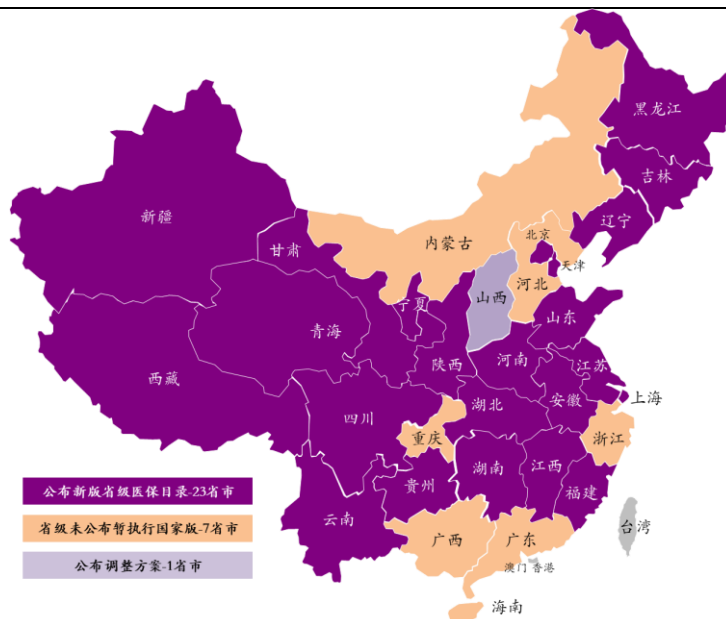 黑龙江
吉林
辽宁
新疆
甘肃
内蒙古
北京
天津
山西
河北
宁夏
青海
山东
陕西
河南
江苏
西藏
安徽
上海
四川
湖北
重庆
浙江
湖南
江西
贵州
福建
云南
广西
广东
台湾
澳门 香港
海南
公布新版省级医保目录-23省市
省级未公布暂执行国家版-7省市
公布调整方案-1省市